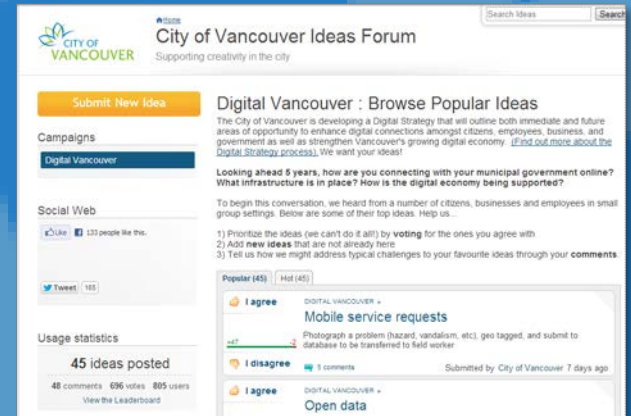 Home
Search Ideas
Search
CITY OF
VANCOUVER
City of Vancouver Ideas Forum
Supporting creativity in the city
Submit New Idea
Campaigns
Digital Vancouver
Social Web
Like
133 people like this.
Tweet
165
Usage statistics
45 ideas posted
48 comments 696 votes 805 users
View the Leaderboard
Digital Vancouver : Browse Popular Ideas
The City of Vancouver is developing a Digital Strategy that will outline both immediate and future
areas of opportunity to enhance digital connections amongst citizens, employees, business, and
government as well as strengthen Vancouver's growing digital economy. (Find out more about the
Digital Strategy process). We want your ideas!
Looking ahead 5 years, how are you connecting with your municipal government online?
What infrastructure is in place? How is the digital economy being supported?
To begin this conversation, we heard from a number of citizens, businesses and employees in small
group settings. Below are some of their top ideas. Help us...
1) Prioritize the ideas (we can't do it all!) by voting for the ones you agree with
2) Add new ideas that are not already here
3) Tell us how we might address typical challenges to your favourite ideas through your comments.
Popular (45) Hot (45)
I agree
DIGITAL VANCOUVER »
Mobile service requests
Photograph a problem (hazard, vandalism, etc), geo tagged, and submit to
database to be transferred to field worker
+47 -2
I disagree
5 comments
Submitted by City of Vancouver 7 days ago
I agree
DIGITAL VANCOUVER »
Open data